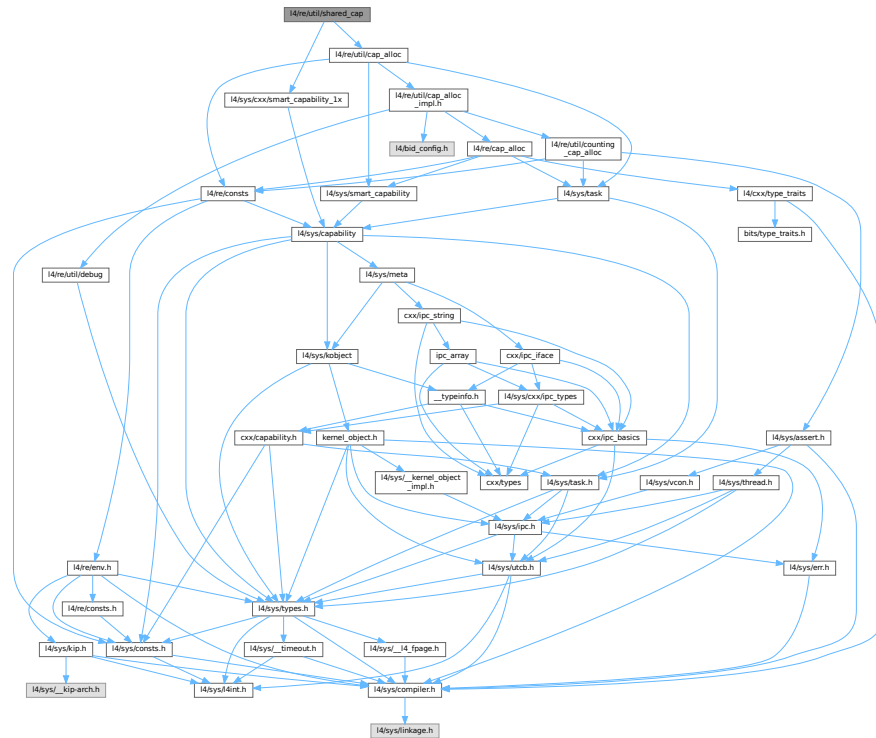 l4/re/util/shared_cap
l4/re/util/cap_alloc
l4/sys/cxx/smart_capability_1x
l4/re/util/cap_alloc
_impl.h
l4/bid_config.h
l4/re/cap_alloc
l4/re/util/counting
_cap_alloc
l4/re/consts
l4/sys/smart_capability
l4/sys/task
l4/cxx/type_traits
l4/sys/capability
bits/type_traits.h
l4/re/util/debug
l4/sys/meta
cxx/ipc_string
l4/sys/kobject
ipc_array
cxx/ipc_iface
__typeinfo.h
l4/sys/cxx/ipc_types
cxx/capability.h
kernel_object.h
cxx/ipc_basics
l4/sys/assert.h
l4/sys/__kernel_object
_impl.h
cxx/types
l4/sys/task.h
l4/sys/vcon.h
l4/sys/thread.h
l4/sys/ipc.h
l4/re/env.h
l4/sys/utcb.h
l4/sys/err.h
l4/re/consts.h
l4/sys/types.h
l4/sys/kip.h
l4/sys/consts.h
l4/sys/__timeout.h
l4/sys/__l4_fpage.h
l4/sys/__kip-arch.h
l4/sys/l4int.h
l4/sys/compiler.h
l4/sys/linkage.h